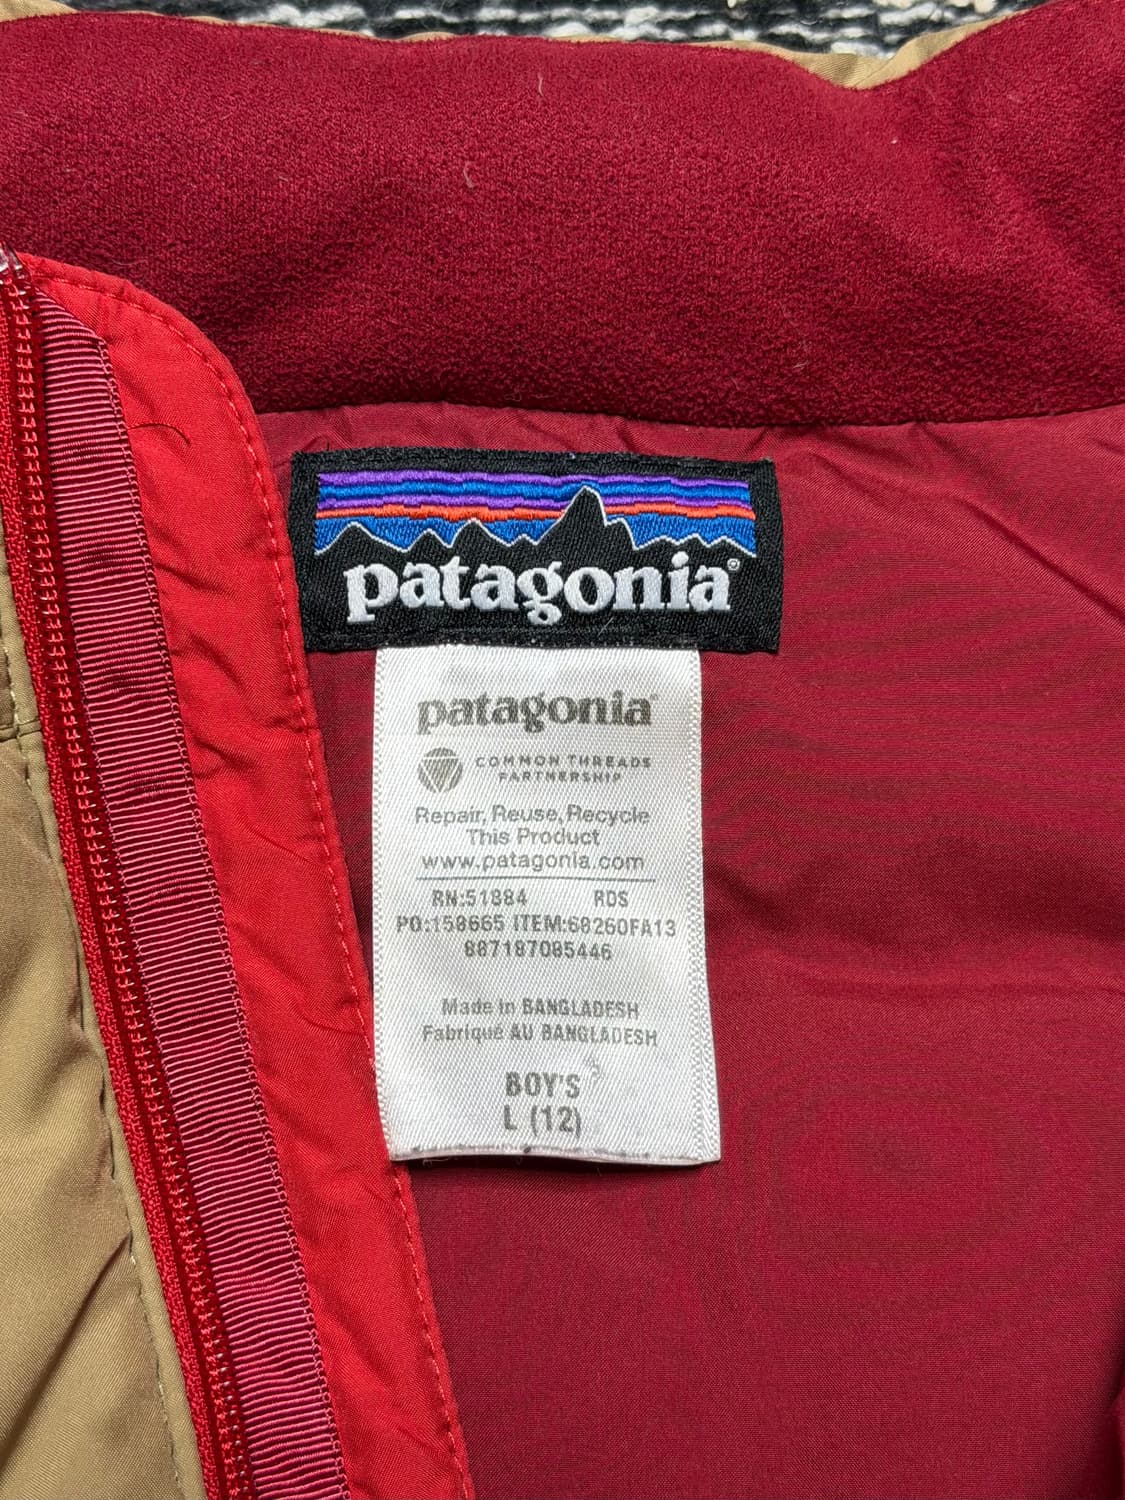 patagonia®
patagonia®
COMMON THREADS
PARTNERSHIP
Repair, Reuse, Recycle
This Product
www.patagonia.com
RN:51884 RDS
PO:158665 ITEM:68260FA13
887187085446
Made in BANGLADESH
Fabriqué AU BANGLADESH
BOY'S
L (12)